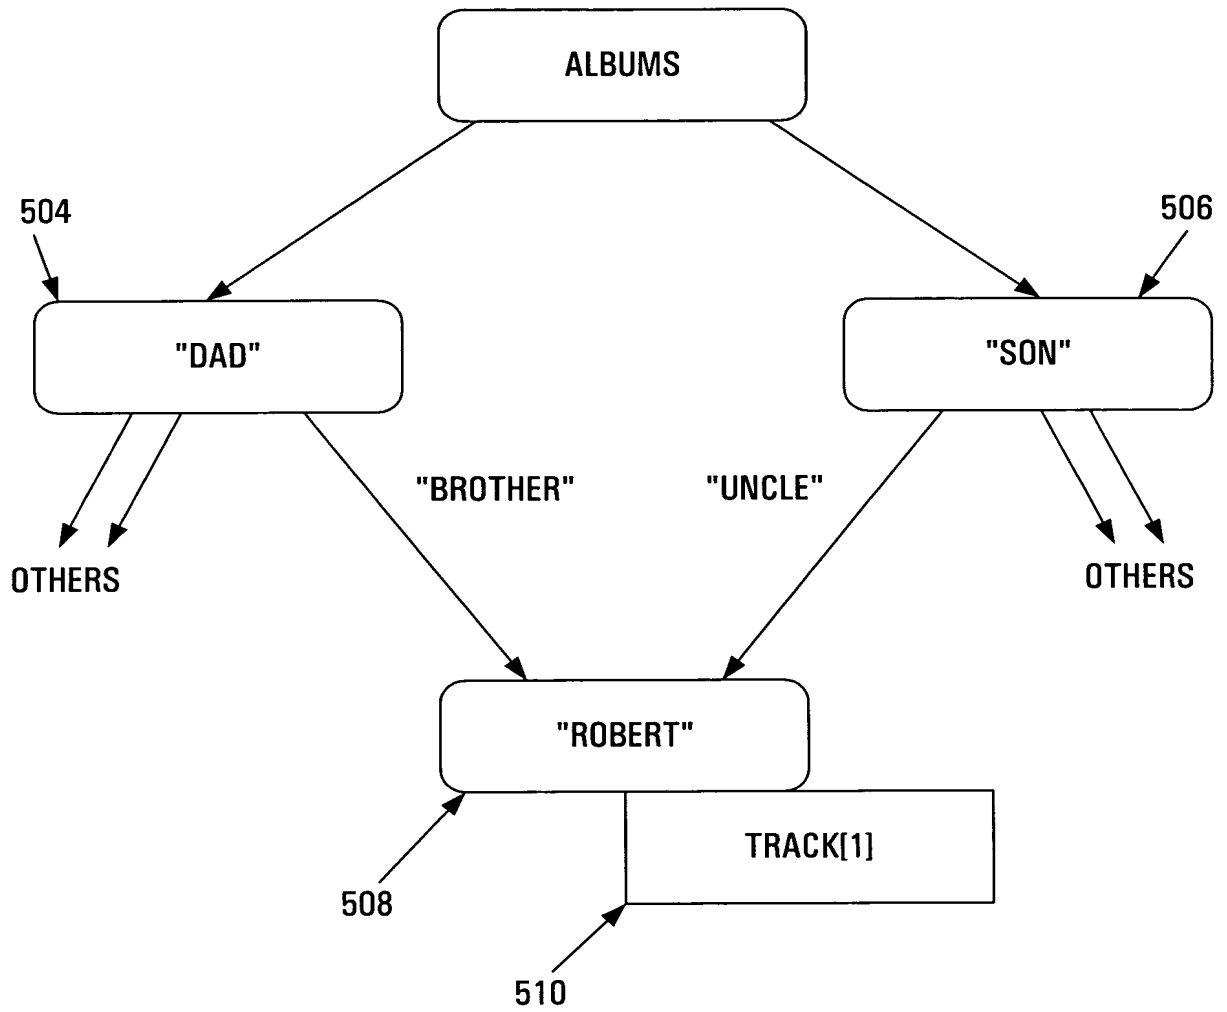 ALBUMS
504
506
"DAD"
"SON"
"BROTHER"
"UNCLE"
OTHERS
OTHERS
"ROBERT"
TRACK[1]
508
510